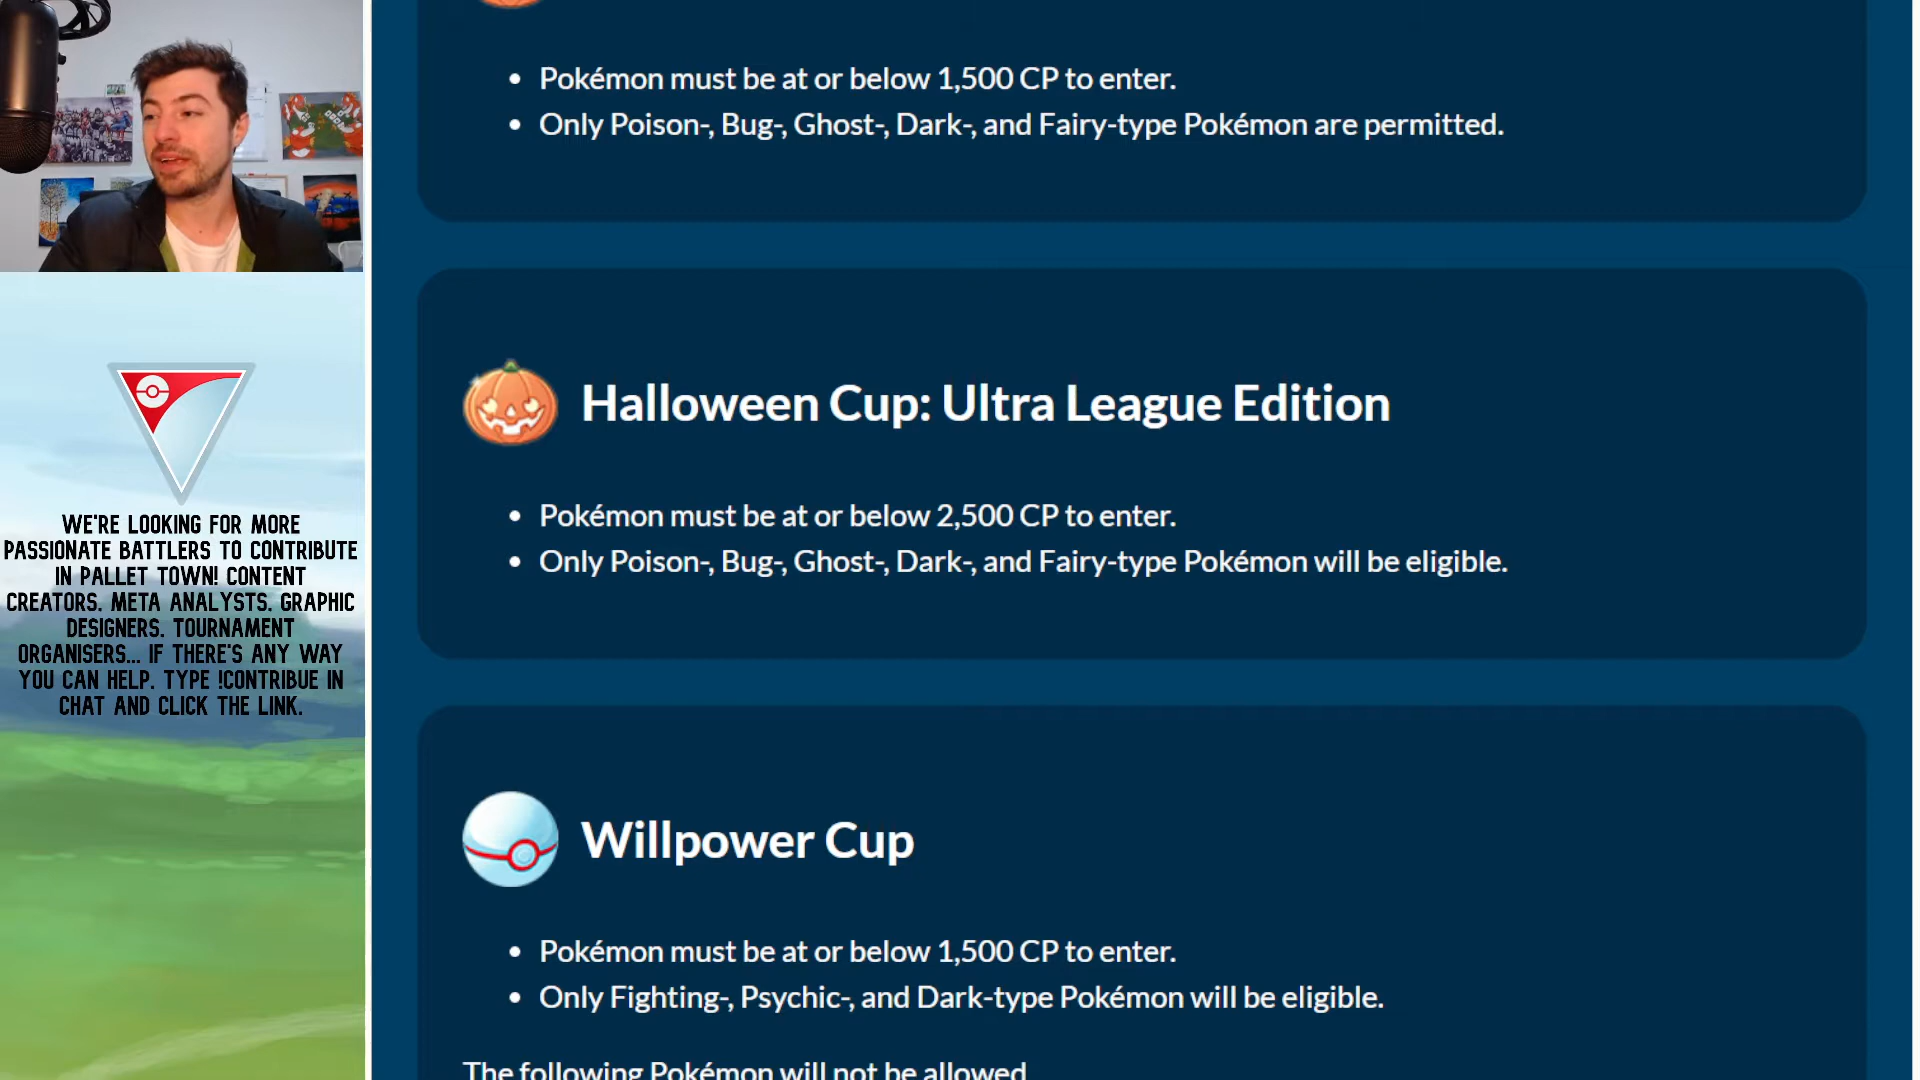 WE'RE LOOKING FOR MORE
PASSIONATE BATTLERS TO CONTRIBUTE
IN PALLET TOWN! CONTENT
CREATORS. META ANALYSTS. GRAPHIC
DESIGNERS. TOURNAMENT
ORGANISERS... IF THERE'S ANY WAY
YOU CAN HELP. TYPE !CONTRIBUE IN
CHAT AND CLICK THE LINK.
• Pokémon must be at or below 1,500 CP to enter.
• Only Poison-, Bug-, Ghost-, Dark-, and Fairy-type Pokémon are permitted.
Halloween Cup: Ultra League Edition
• Pokémon must be at or below 2,500 CP to enter.
• Only Poison-, Bug-, Ghost-, Dark-, and Fairy-type Pokémon will be eligible.
Willpower Cup
• Pokémon must be at or below 1,500 CP to enter.
• Only Fighting-, Psychic-, and Dark-type Pokémon will be eligible.
The following Pokémon will not be allowed